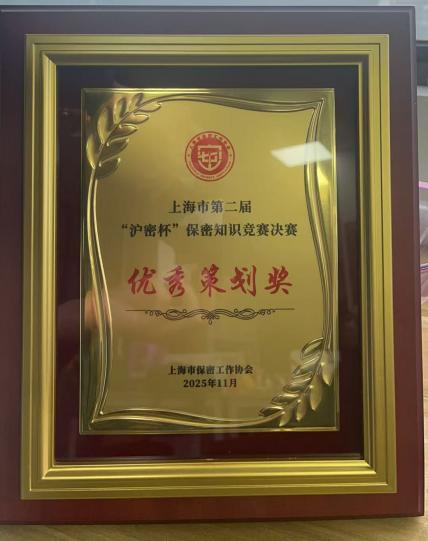 上海市第二届
“沪密杯”保密知识竞赛决赛
优秀策划奖
上海市保密工作协会
2025年11月